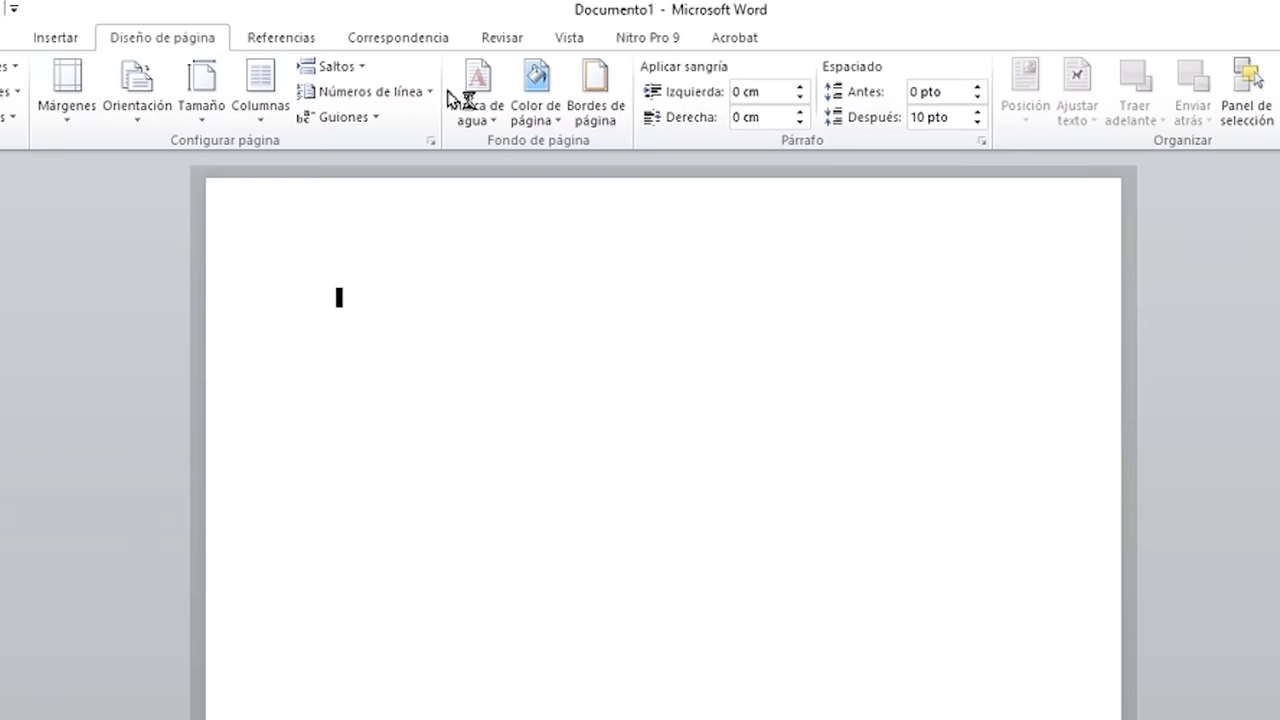 Documento1 - Microsoft Word
Insertar Diseño de página Referencias Correspondencia Revisar Vista Nitro Pro 9 Acrobat
Saltos Aplicar sangría Espaciado
Números de línea Izquierda: 0 cm Antes: 0 pto
Márgenes Orientación Tamaño Columnas de Color de Bordes de Posición Ajustar Traer Enviar Panel de
Guiones agua página página Derecha: 0 cm Después: 10 pto texto adelante atrás selección
Configurar página Fondo de página Párrafo Organizar